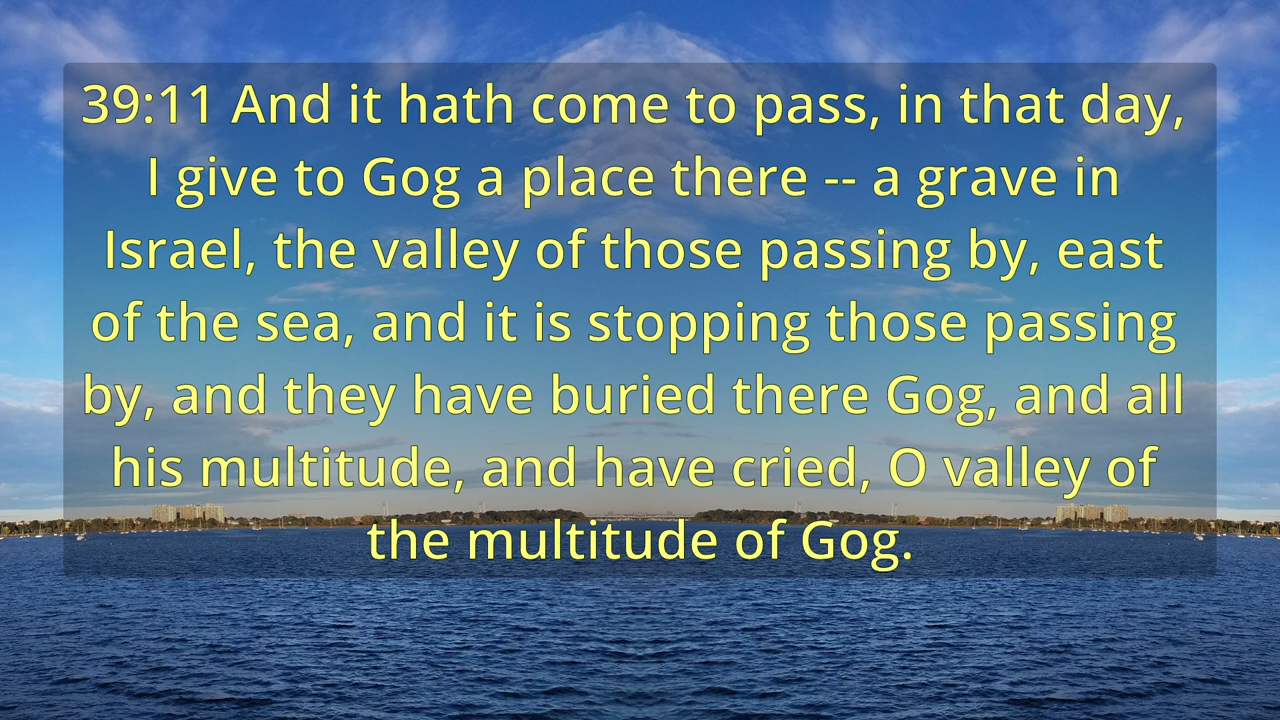 39:11 And it hath come to pass, in that day,
I give to Gog a place there -- a grave in
Israel, the valley of those passing by, east
of the sea, and it is stopping those passing
by, and they have buried there Gog, and all
his multitude, and have cried, O valley of
the multitude of Gog.